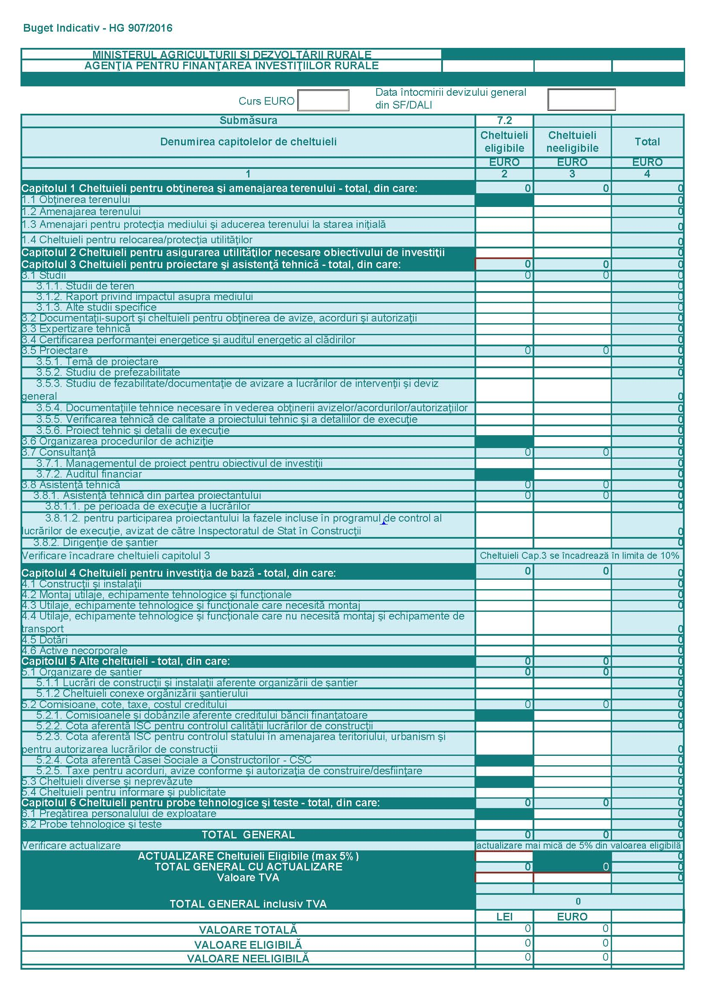 Buget Indicativ - HG 907/2016
MINISTERUL AGRICULTURII SI DEZVOLTĂRII RURALE
AGENŢIA PENTRU FINANŢAREA INVESTIŢIILOR RURALE
Curs EURO
Data întocmirii devizului general
din SF/DALI
Submăsura 7.2
Denumirea capitolelor de cheltuieli Cheltuieli eligibile Cheltuieli neeligibile Total
EURO EURO EURO
1 2 3 4
Capitolul 1 Cheltuieli pentru obţinerea şi amenajarea terenului - total, din care: 0 0 0
1.1 Obţinerea terenului 0
1.2 Amenajarea terenului 0
1.3 Amenajari pentru protecţia mediului şi aducerea terenului la starea iniţială 0
1.4 Cheltuieli pentru relocarea/protecţia utilităţilor 0
Capitolul 2 Cheltuieli pentru asigurarea utilităţilor necesare obiectivului de investiţii 0
Capitolul 3 Cheltuieli pentru proiectare şi asistenţă tehnică - total, din care: 0 0 0
3.1 Studii 0 0 0
3.1.1. Studii de teren 0
3.1.2. Raport privind impactul asupra mediului 0
3.1.3. Alte studii specifice 0
3.2 Documentaţii-suport şi cheltuieli pentru obţinerea de avize, acorduri şi autorizaţii 0
3.3 Expertizare tehnică 0
3.4 Certificarea performanţei energetice şi auditul energetic al clădirilor 0
3.5 Proiectare 0 0 0
3.5.1. Temă de proiectare 0
3.5.2. Studiu de prefezabilitate 0
3.5.3. Studiu de fezabilitate/documentaţie de avizare a lucrărilor de intervenţii şi deviz
general 0
3.5.4. Documentaţiile tehnice necesare în vederea obţinerii avizelor/acordurilor/autorizaţiilor 0
3.5.5. Verificarea tehnică de calitate a proiectului tehnic şi a detaliilor de execuţie 0
3.5.6. Proiect tehnic şi detalii de execuţie 0
3.6 Organizarea procedurilor de achiziţie 0
3.7 Consultanţă 0 0 0
3.7.1. Managementul de proiect pentru obiectivul de investiţii 0
3.7.2. Auditul financiar 0
3.8 Asistenţă tehnică 0 0 0
3.8.1. Asistenţă tehnică din partea proiectantului 0 0 0
3.8.1.1. pe perioada de execuţie a lucrărilor 0
3.8.1.2. pentru participarea proiectantului la fazele incluse în programul de control al
lucrărilor de execuţie, avizat de către Inspectoratul de Stat în Construcţii 0
3.8.2. Dirigenţie de şantier 0
Verificare încadrare cheltuieli capitolul 3 Cheltuieli Cap.3 se încadrează în limita de 10%
Capitolul 4 Cheltuieli pentru investiţia de bază - total, din care: 0 0 0
4.1 Construcţii şi instalaţii 0
4.2 Montaj utilaje, echipamente tehnologice şi funcţionale 0
4.3 Utilaje, echipamente tehnologice şi funcţionale care necesită montaj 0
4.4 Utilaje, echipamente tehnologice şi funcţionale care nu necesită montaj şi echipamente de
transport 0
4.5 Dotări 0
4.6 Active necorporale 0
Capitolul 5 Alte cheltuieli - total, din care: 0 0 0
5.1 Organizare de şantier 0 0 0
5.1.1 Lucrări de construcţii şi instalaţii aferente organizării de şantier 0
5.1.2 Cheltuieli conexe orgănizării şantierului 0
5.2 Comisioane, cote, taxe, costul creditului 0 0 0
5.2.1. Comisioanele şi dobânzile aferente creditului băncii finanţatoare 0
5.2.2. Cota aferentă ISC pentru controlul calităţii lucrărilor de construcţii 0
5.2.3. Cota aferentă ISC pentru controlul statului în amenajarea teritoriului, urbanism şi
pentru autorizarea lucrărilor de construcţii 0
5.2.4. Cota aferentă Casei Sociale a Constructorilor - CSC 0
5.2.5. Taxe pentru acorduri, avize conforme şi autorizaţia de construire/desfiinţare 0
5.3 Cheltuieli diverse şi neprevăzute 0
5.4 Cheltuieli pentru informare şi publicitate 0
Capitolul 6 Cheltuieli pentru probe tehnologice şi teste - total, din care: 0 0 0
6.1 Pregătirea personalului de exploatare 0
6.2 Probe tehnologice şi teste 0
TOTAL GENERAL 0 0 0
Verificare actualizare actualizare mai mică de 5% din valoarea eligibilă
ACTUALIZARE Cheltuieli Eligibile (max 5%) 0
TOTAL GENERAL CU ACTUALIZARE 0 0 0
Valoare TVA 0
TOTAL GENERAL inclusiv TVA 0
LEI EURO
VALOARE TOTALĂ 0 0
VALOARE ELIGIBILĂ 0 0
VALOARE NEELIGIBILĂ 0 0